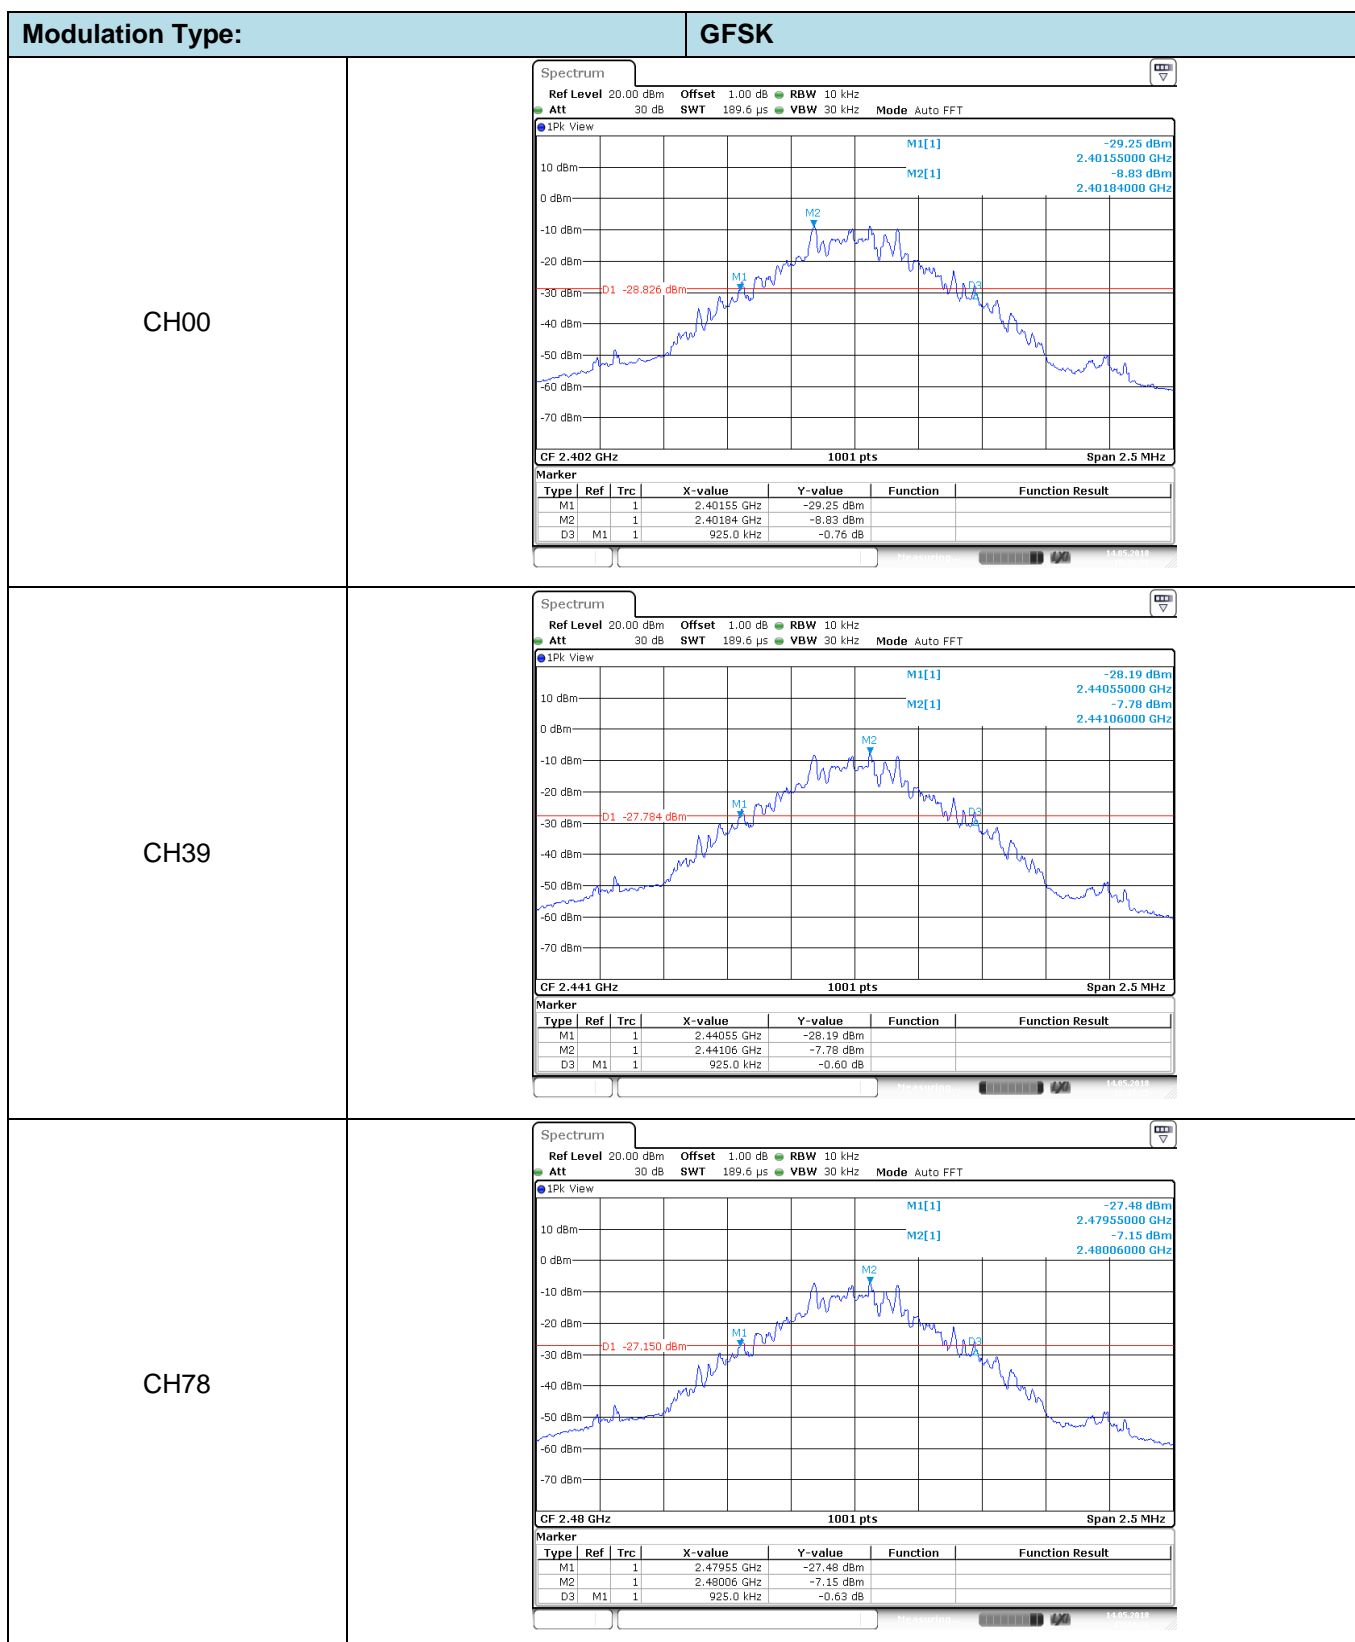 Modulation Type: GFSK
CH00
Spectrum
Ref Level 20.00 dBm Offset 1.00 dB RBW 10 kHz
Att 30 dB SWT 189.6 µs VBW 30 kHz Mode Auto FFT
1Pk View
M1[1] -29.25 dBm
2.40155000 GHz
10 dBm
M2[1] -8.83 dBm
2.40184000 GHz
0 dBm
M2
-10 dBm
-20 dBm
M1
D3
D1 -28.826 dBm
-30 dBm
-40 dBm
-50 dBm
-60 dBm
-70 dBm
CF 2.402 GHz 1001 pts Span 2.5 MHz
Marker
Type Ref Trc X-value Y-value Function Function Result
M1 1 2.40155 GHz -29.25 dBm
M2 1 2.40184 GHz -8.83 dBm
D3 M1 1 925.0 kHz -0.76 dB
Measuring... 14.05.2018
CH39
Spectrum
Ref Level 20.00 dBm Offset 1.00 dB RBW 10 kHz
Att 30 dB SWT 189.6 µs VBW 30 kHz Mode Auto FFT
1Pk View
M1[1] -28.19 dBm
2.44055000 GHz
10 dBm
M2[1] -7.78 dBm
2.44106000 GHz
0 dBm
M2
-10 dBm
-20 dBm
M1
D3
D1 -27.784 dBm
-30 dBm
-40 dBm
-50 dBm
-60 dBm
-70 dBm
CF 2.441 GHz 1001 pts Span 2.5 MHz
Marker
Type Ref Trc X-value Y-value Function Function Result
M1 1 2.44055 GHz -28.19 dBm
M2 1 2.44106 GHz -7.78 dBm
D3 M1 1 925.0 kHz -0.60 dB
Measuring... 14.05.2018
CH78
Spectrum
Ref Level 20.00 dBm Offset 1.00 dB RBW 10 kHz
Att 30 dB SWT 189.6 µs VBW 30 kHz Mode Auto FFT
1Pk View
M1[1] -27.48 dBm
2.47955000 GHz
10 dBm
M2[1] -7.15 dBm
2.48006000 GHz
0 dBm
M2
-10 dBm
-20 dBm
M1
D3
D1 -27.150 dBm
-30 dBm
-40 dBm
-50 dBm
-60 dBm
-70 dBm
CF 2.48 GHz 1001 pts Span 2.5 MHz
Marker
Type Ref Trc X-value Y-value Function Function Result
M1 1 2.47955 GHz -27.48 dBm
M2 1 2.48006 GHz -7.15 dBm
D3 M1 1 925.0 kHz -0.63 dB
Measuring... 14.05.2018